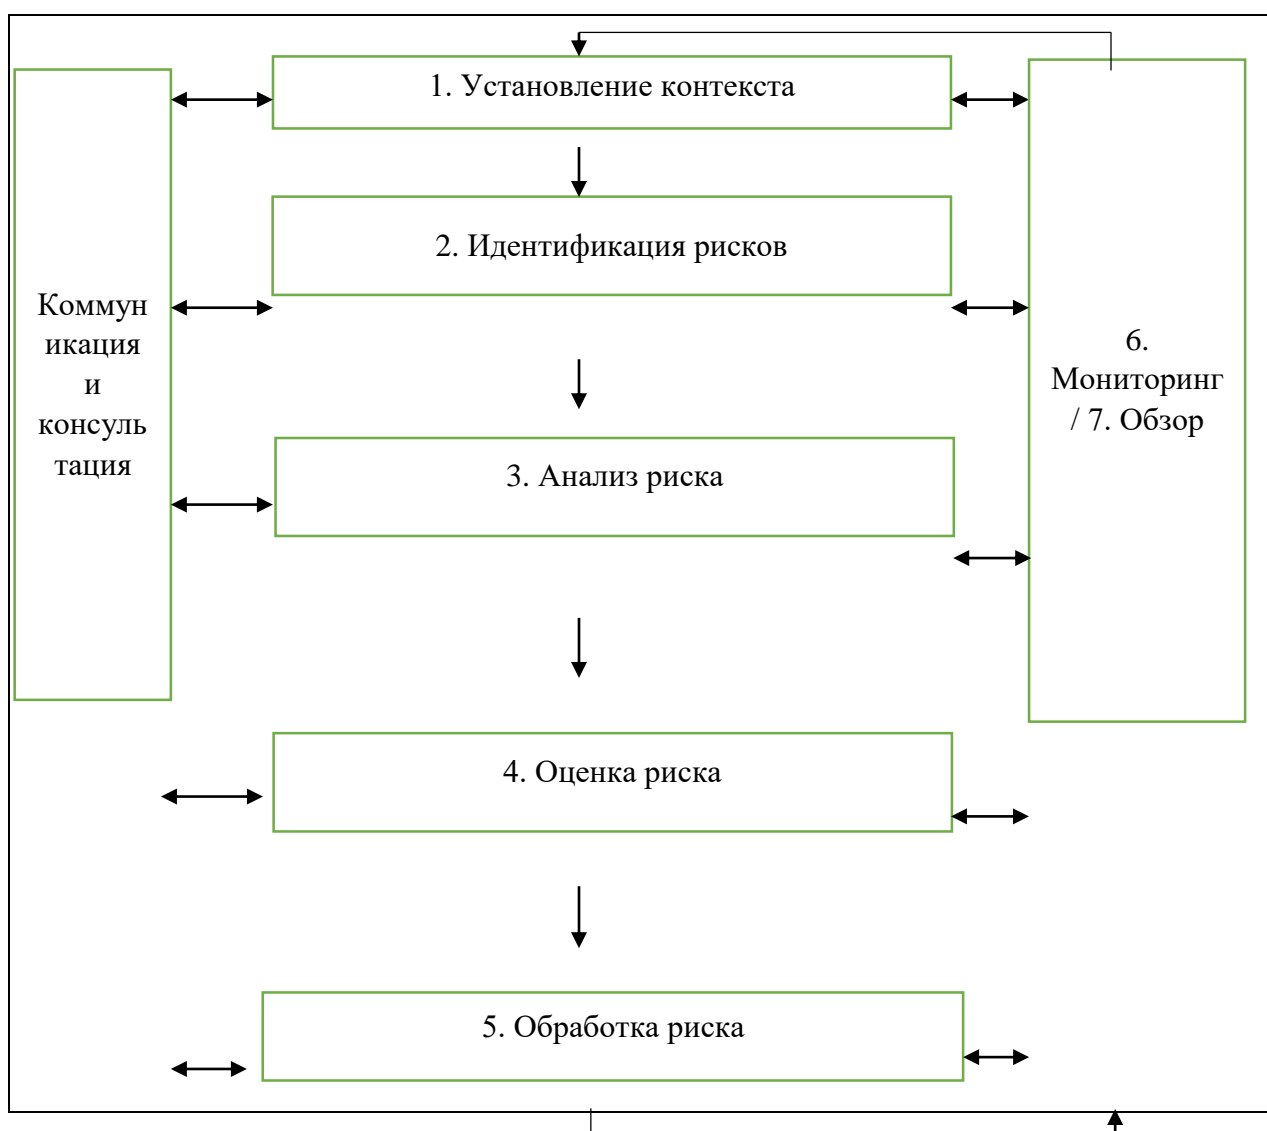 1. Установление контекста
2. Идентификация рисков
Коммун
икация
и
консуль
тация
6.
Мониторинг
/ 7. Обзор
3. Анализ риска
4. Оценка риска
5. Обработка риска